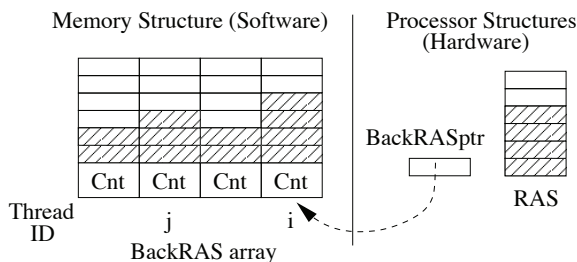 Memory Structure (Software)
Processor Structures
(Hardware)
BackRASptr
Cnt Cnt Cnt Cnt
RAS
Thread
ID
j i
BackRAS array